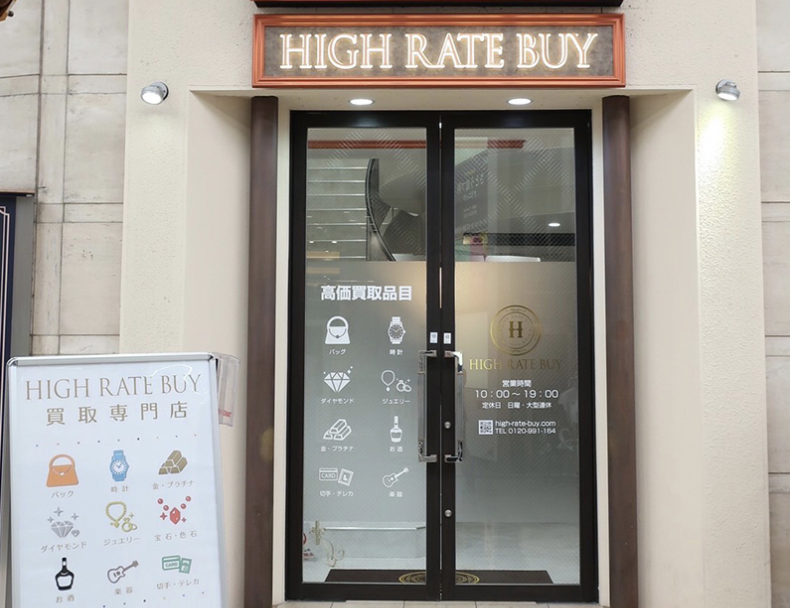 HIGH RATE BUY
高価買取品目
バッグ
時計
ダイヤモンド
ジュエリー
金・プラチナ
お酒
切手・テレカ
楽器
H
HIGH RATE BUY
営業時間
10:00～19:00
定休日 日曜・大型連休
high-rate-buy.com
TEL 0120-991-164
HIGH RATE BUY
買取専門店
バック
時計
金・プラチナ
ダイヤモンド
ジュエリー
宝石・色石
お酒
楽器
切手・テレカ